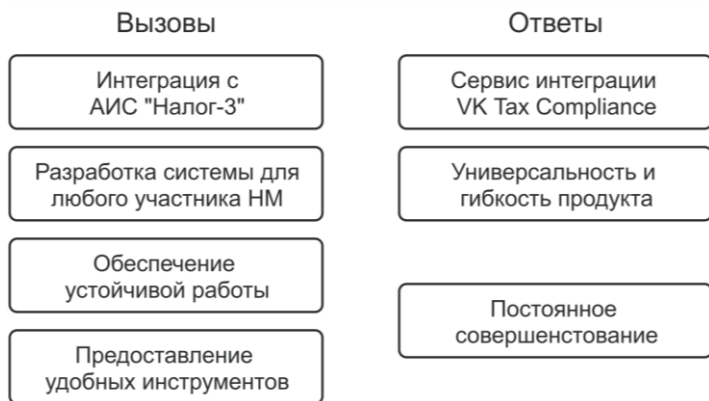 Вызовы
Интеграция с
АИС "Налог-3"
Разработка системы для
любого участника НМ
Обеспечение
устойчивой работы
Предоставление
удобных инструментов
Ответы
Сервис интеграции
VK Tax Compliance
Универсальность и
гибкость продукта
Постоянное
совершенстование